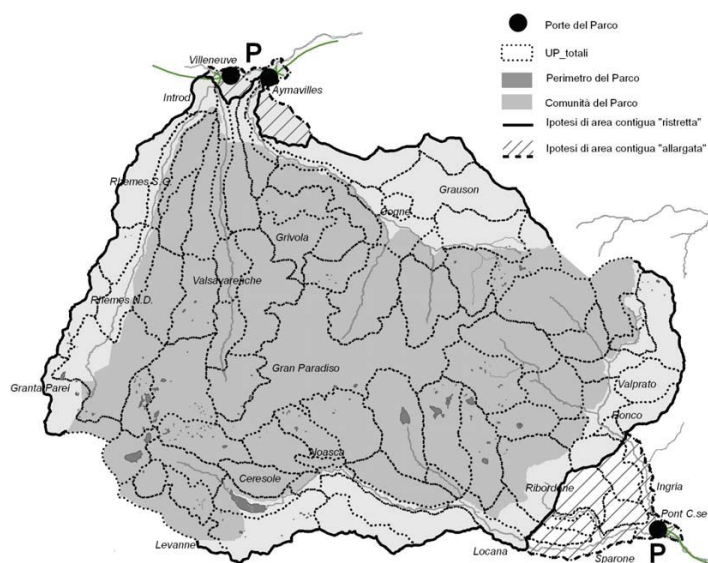 P
Villeneuve
Aymavilles
Introd
Rhemes S.G.
Cogne
Grauson
Grivola
Valsavarenche
Rhemes N.D.
Gran Paradiso
Granta Parei
Valprato
Ronco
Noasca
Ceresole
Ribordone
Ingria
Levanne
Locana
Sparone
Pont C.se
P
Porte del Parco
UP_totali
Perimetro del Parco
Comunità del Parco
Ipotesi di area contigua "ristretta"
Ipotesi di area contigua "allargata"